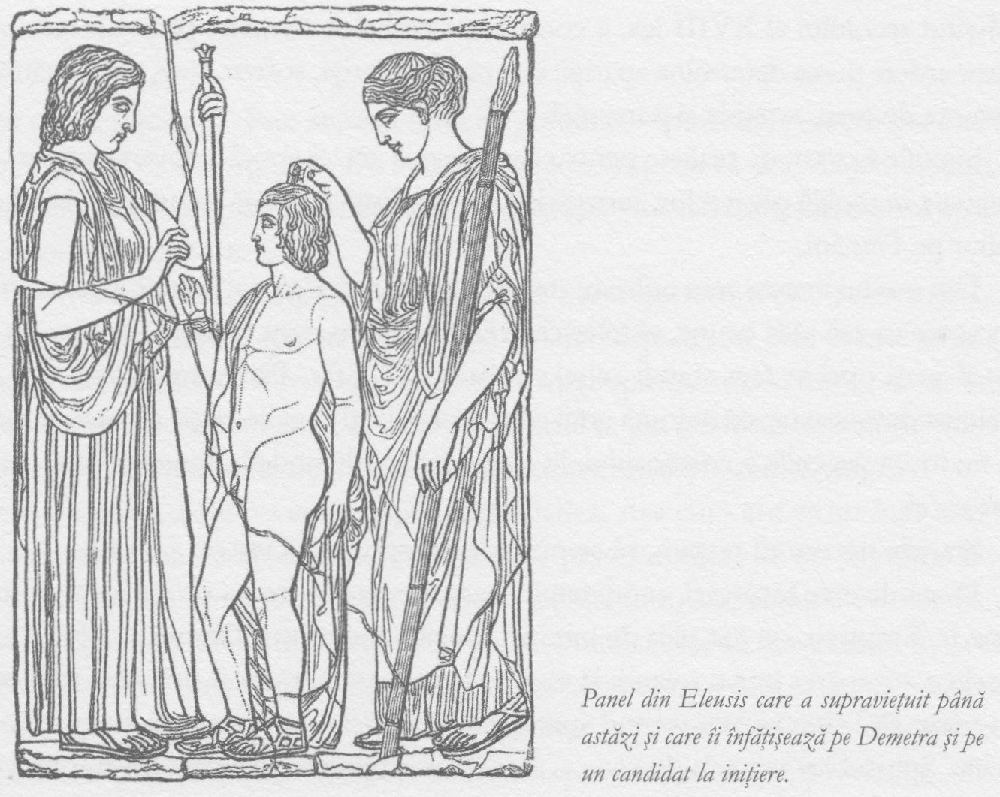 Panel din Eleusis care a supraviețuit până
astăzi și care îi înfățișează pe Demetra și pe
un candidat la inițiere.